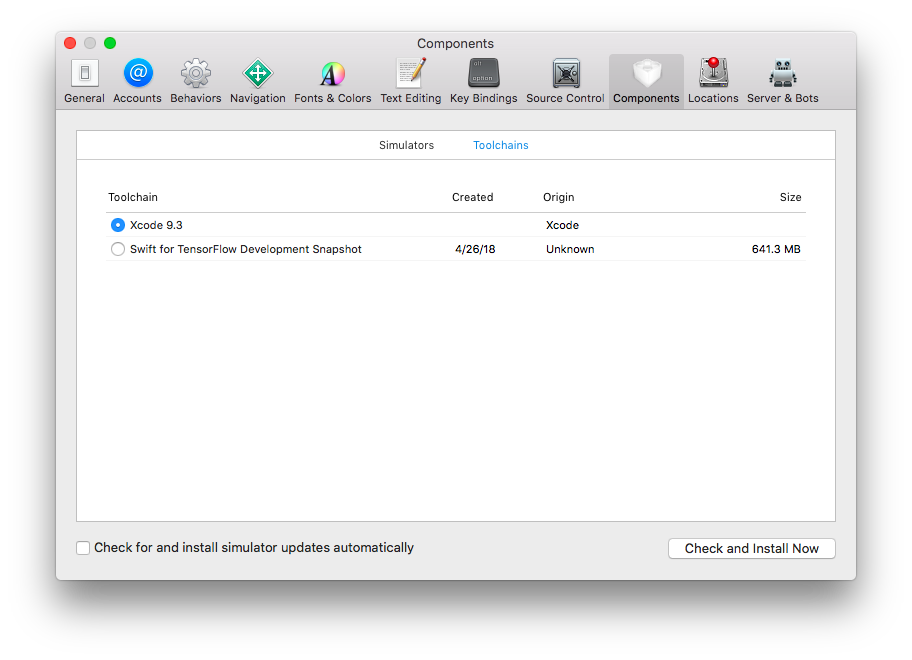 Components
General Accounts Behaviors Navigation Fonts & Colors Text Editing Key Bindings Source Control Components Locations Server & Bots
@ A alt option
Simulators Toolchains
Toolchain Created Origin Size
Xcode 9.3 Xcode
Swift for TensorFlow Development Snapshot 4/26/18 Unknown 641.3 MB
Check for and install simulator updates automatically Check and Install Now